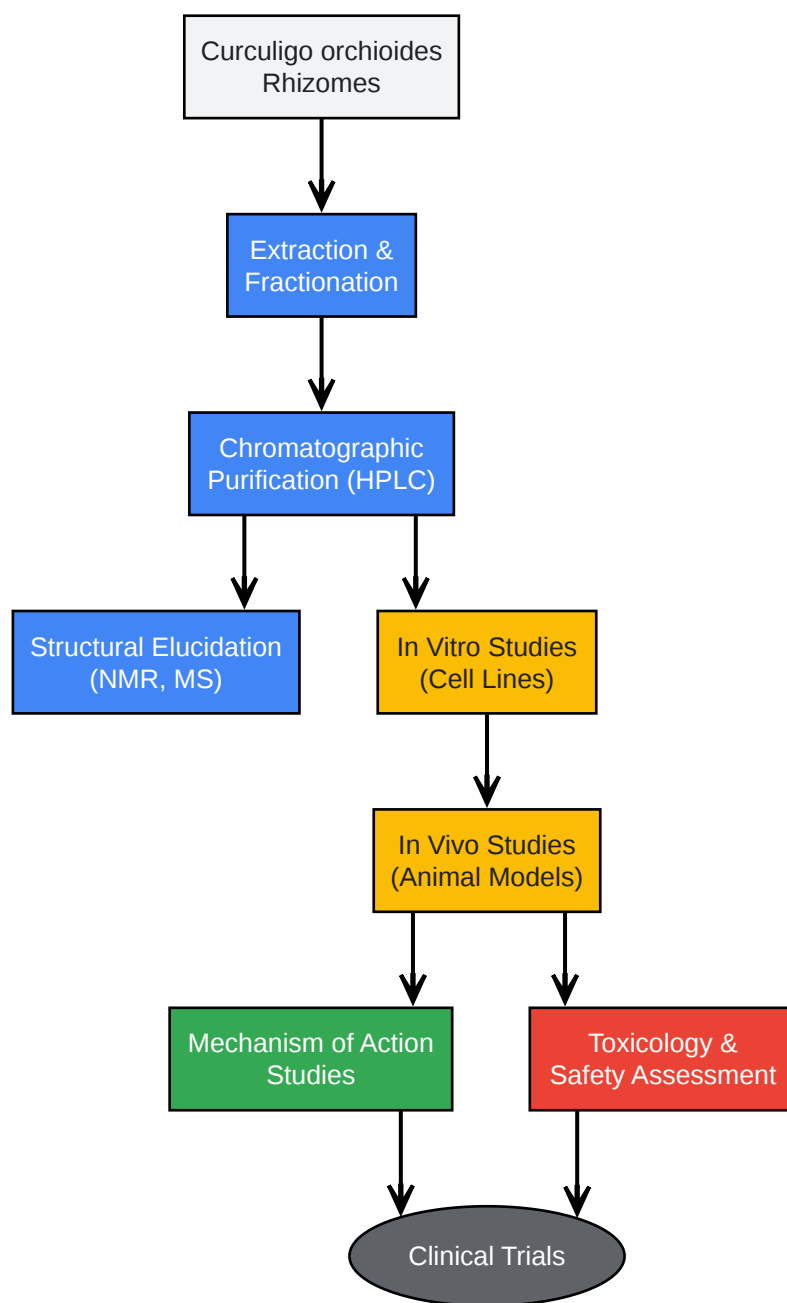 Curculigo orchioides
Rhizomes
Extraction &
Fractionation
Chromatographic
Purification (HPLC)
Structural Elucidation
(NMR, MS)
In Vitro Studies
(Cell Lines)
In Vivo Studies
(Animal Models)
Mechanism of Action
Studies
Toxicology &
Safety Assessment
Clinical Trials